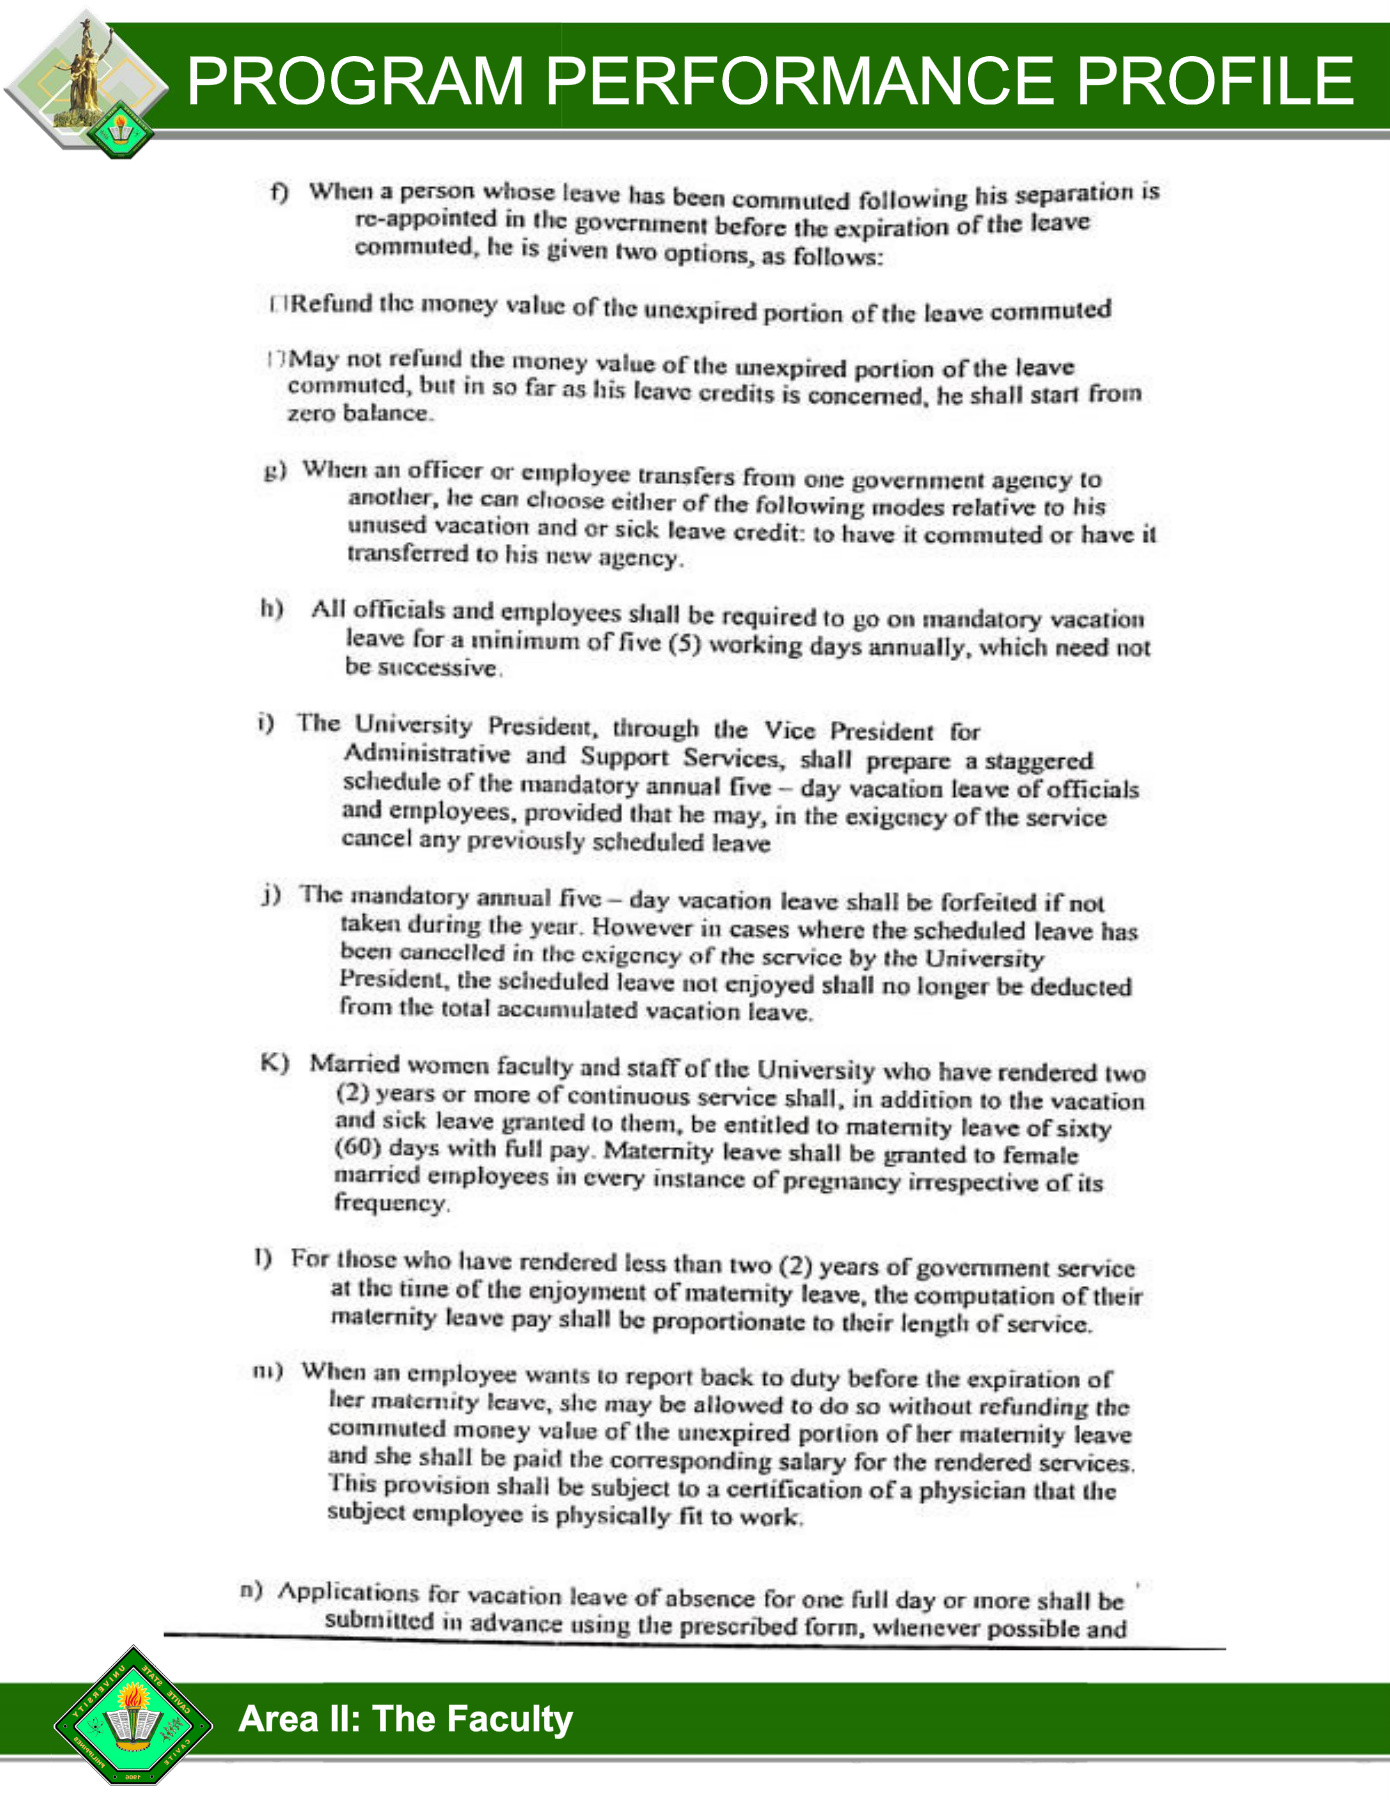 PROGRAM PERFORMANCE PROFILE
f) When a person whose leave has been commuted following his separation is
re-appointed in the government before the expiration of the leave
commuted, he is given two options, as follows:
Refund the money value of the unexpired portion of the leave commuted
May not refund the money value of the unexpired portion of the leave
commuted, but in so far as his leave credits is concerned, he shall start from
zero balance.
g) When an officer or employee transfers from one government agency to
another, he can choose either of the following modes relative to his
unused vacation and or sick leave credit: to have it commuted or have it
transferred to his new agency.
h) All officials and employees shall be required to go on mandatory vacation
leave for a minimum of five (5) working days annually, which need not
be successive.
i) The University President, through the Vice President for
Administrative and Support Services, shall prepare a staggered
schedule of the mandatory annual five – day vacation leave of officials
and employees, provided that he may, in the exigency of the service
cancel any previously scheduled leave
j) The mandatory annual five – day vacation leave shall be forfeited if not
taken during the year. However in cases where the scheduled leave has
been cancelled in the exigency of the service by the University
President, the scheduled leave not enjoyed shall no longer be deducted
from the total accumulated vacation leave.
K) Married women faculty and staff of the University who have rendered two
(2) years or more of continuous service shall, in addition to the vacation
and sick leave granted to them, be entitled to maternity leave of sixty
(60) days with full pay. Maternity leave shall be granted to female
married employees in every instance of pregnancy irrespective of its
frequency.
l) For those who have rendered less than two (2) years of government service
at the time of the enjoyment of maternity leave, the computation of their
maternity leave pay shall be proportionate to their length of service.
m) When an employee wants to report back to duty before the expiration of
her maternity leave, she may be allowed to do so without refunding the
commuted money value of the unexpired portion of her maternity leave
and she shall be paid the corresponding salary for the rendered services.
This provision shall be subject to a certification of a physician that the
subject employee is physically fit to work.
n) Applications for vacation leave of absence for one full day or more shall be
submitted in advance using the prescribed form, whenever possible and
CAVITE STATE UNIVERSITY
CAVITE
PHILIPPINES
1906
Area II: The Faculty